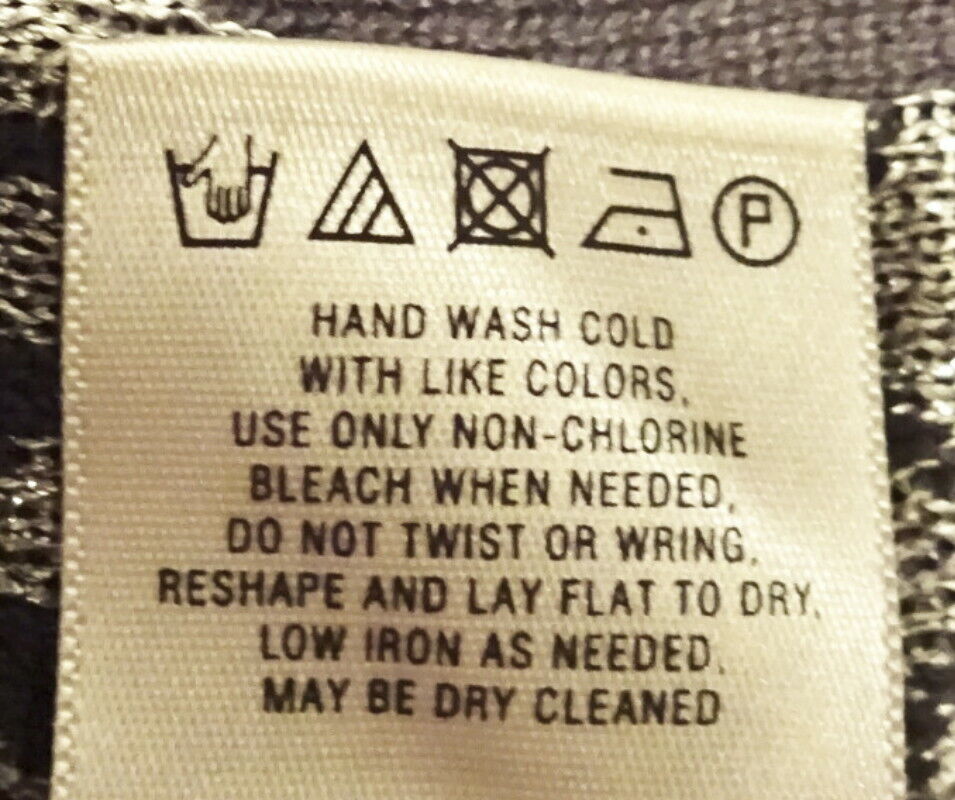 P
HAND WASH COLD
WITH LIKE COLORS.
USE ONLY NON-CHLORINE
BLEACH WHEN NEEDED.
DO NOT TWIST OR WRING.
RESHAPE AND LAY FLAT TO DRY.
LOW IRON AS NEEDED.
MAY BE DRY CLEANED